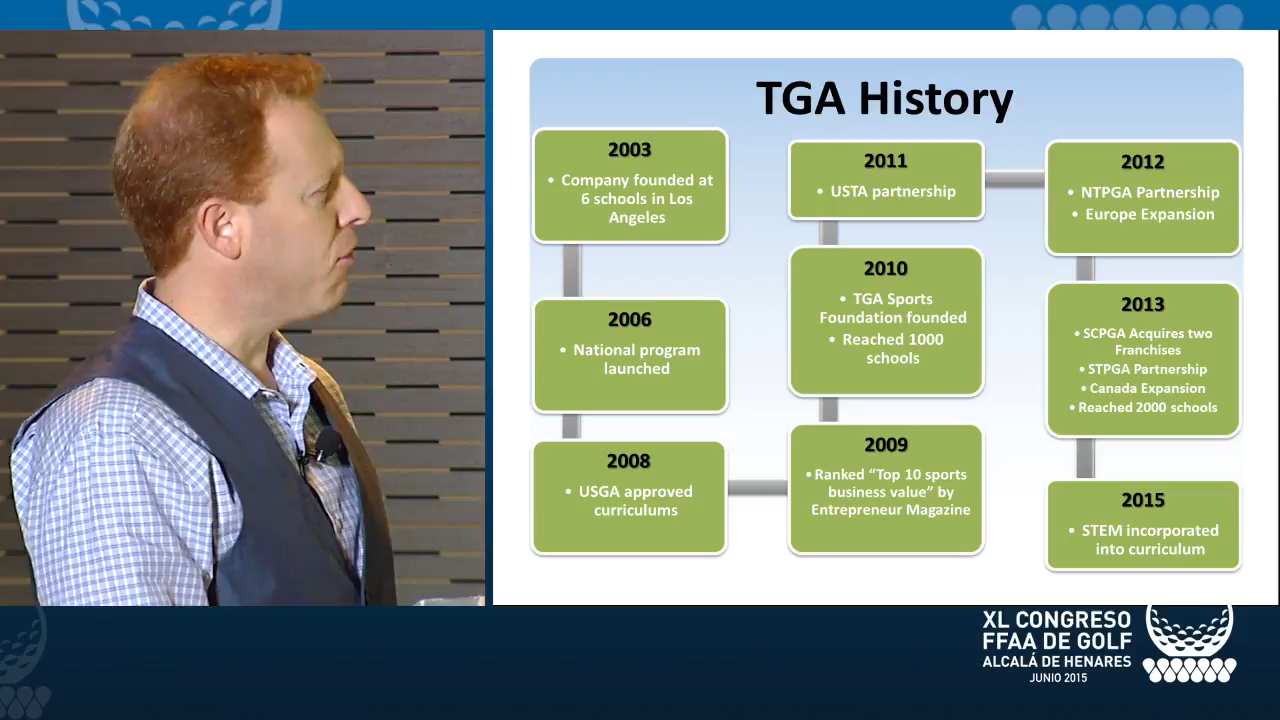 TGA History
2003
• Company founded at
6 schools in Los
Angeles
2006
• National program
launched
2008
• USGA approved
curriculums
2009
• Ranked “Top 10 sports
business value” by
Entrepreneur Magazine
2010
• TGA Sports
Foundation founded
• Reached 1000
schools
2011
• USTA partnership
2012
• NTPGA Partnership
• Europe Expansion
2013
• SCPGA Acquires two
Franchises
• STPGA Partnership
• Canada Expansion
• Reached 2000 schools
2015
• STEM incorporated
into curriculum
XL CONGRESO
FFAA DE GOLF
ALCALÁ DE HENARES
JUNIO 2015